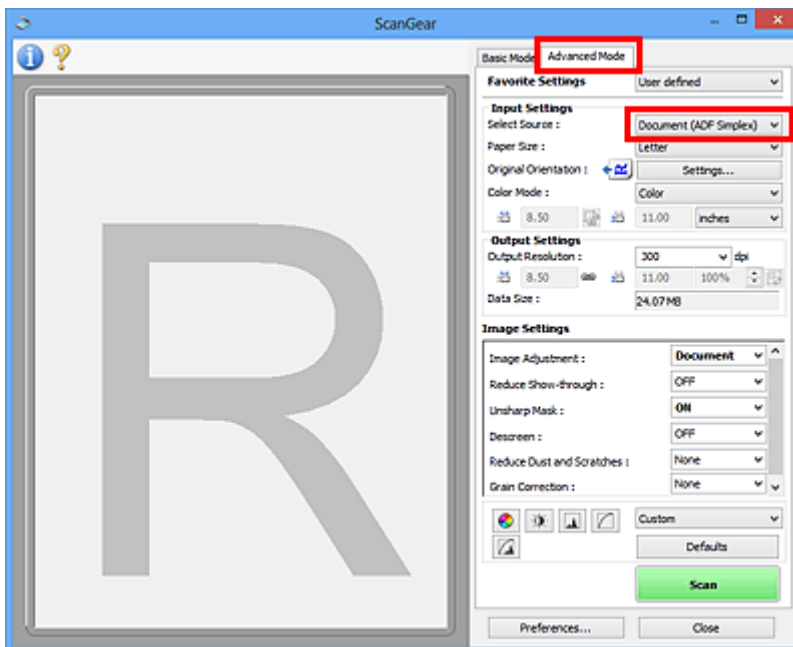 ScanGear
Basic Mode Advanced Mode
Favorite Settings User defined
Input Settings
Select Source : Document (ADF Simplex)
Paper Size : Letter
Original Orientation : Settings...
Color Mode : Color
8.50 11.00 inches
Output Settings
Output Resolution : 300 dpi
8.50 11.00 100%
Data Size : 24.07 MB
Image Settings
Image Adjustment : Document
Reduce Show-through : OFF
Unsharp Mask : ON
Descreen : OFF
Reduce Dust and Scratches : None
Grain Correction : None
Custom
Defaults
Scan
Preferences... Close
R